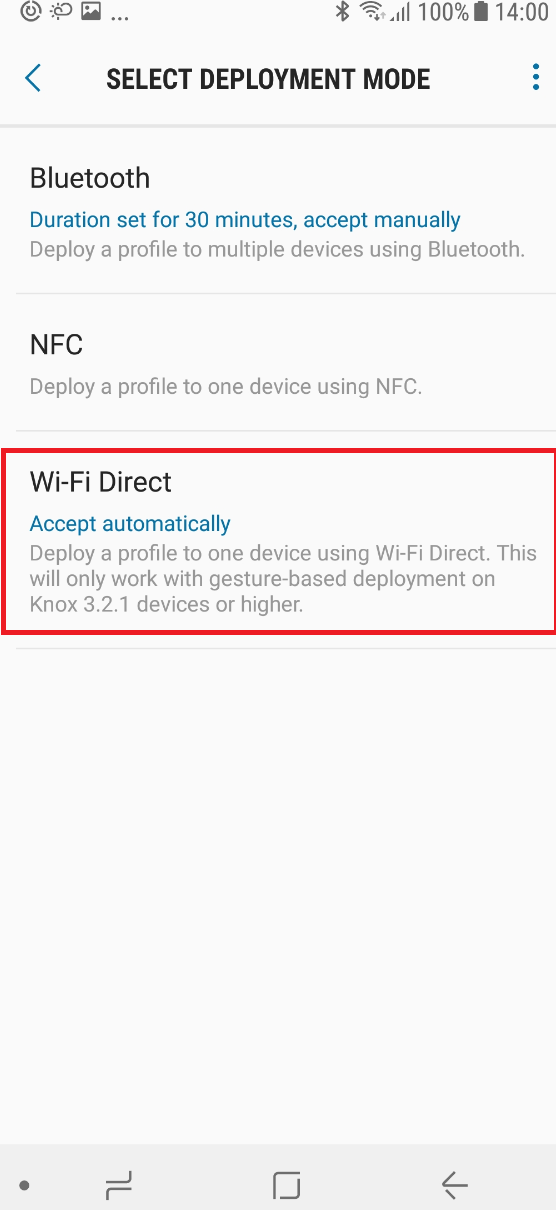 ... 100% 14:00
SELECT DEPLOYMENT MODE
Bluetooth
Duration set for 30 minutes, accept manually
Deploy a profile to multiple devices using Bluetooth.
NFC
Deploy a profile to one device using NFC.
Wi-Fi Direct
Accept automatically
Deploy a profile to one device using Wi-Fi Direct. This
will only work with gesture-based deployment on
Knox 3.2.1 devices or higher.